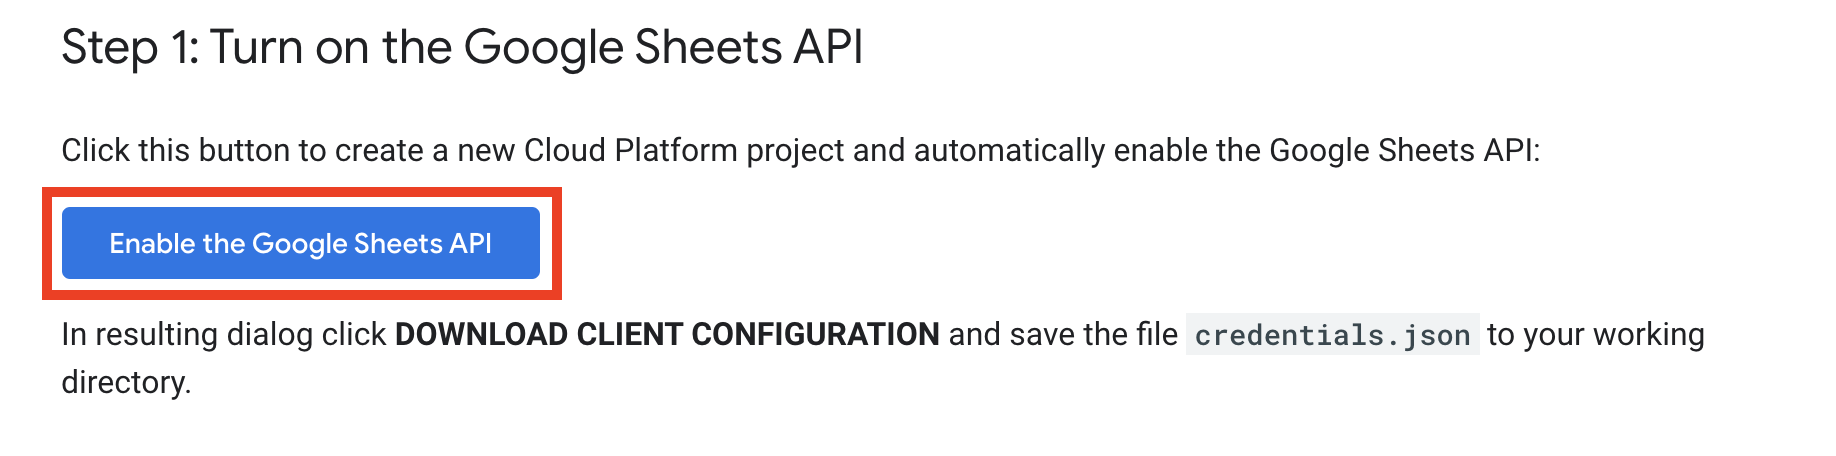 Step 1: Turn on the Google Sheets API
Click this button to create a new Cloud Platform project and automatically enable the Google Sheets API:
Enable the Google Sheets API
In resulting dialog click DOWNLOAD CLIENT CONFIGURATION and save the file credentials.json to your working
directory.